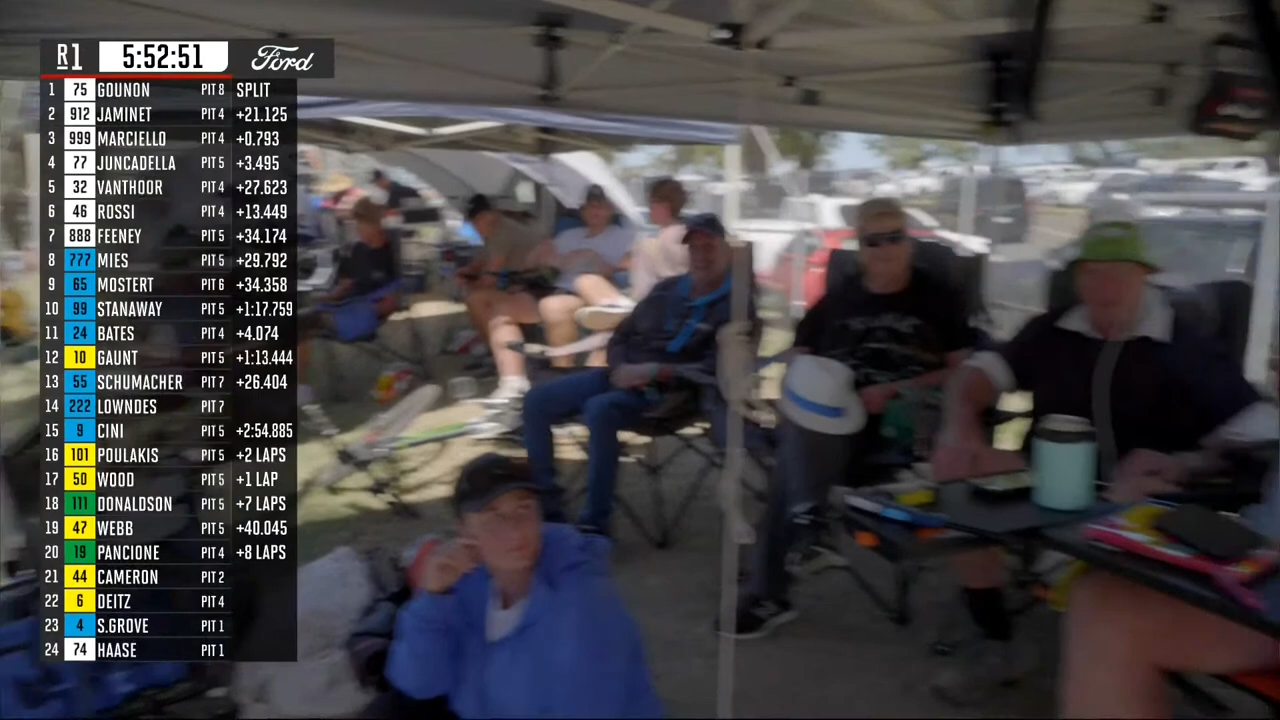 R1 5:52:51 Ford
1 75 GOUNON PIT 8 SPLIT
2 912 JAMINET PIT 4 +21.125
3 999 MARCIELLO PIT 4 +0.793
4 77 JUNCADELLA PIT 5 +3.495
5 32 VANTHOOR PIT 4 +27.623
6 46 ROSSI PIT 4 +13.449
7 888 FEENEY PIT 5 +34.174
8 777 MIES PIT 5 +29.792
9 65 MOSTERT PIT 6 +34.358
10 99 STANAWAY PIT 5 +1:17.759
11 24 BATES PIT 4 +4.074
12 10 GAUNT PIT 5 +1:13.444
13 55 SCHUMACHER PIT 7 +26.404
14 222 LOWNDES PIT 7
15 9 CINI PIT 5 +2:54.885
16 101 POULAKIS PIT 5 +2 LAPS
17 50 WOOD PIT 5 +1 LAP
18 111 DONALDSON PIT 5 +7 LAPS
19 47 WEBB PIT 5 +40.045
20 19 PANCIONE PIT 4 +8 LAPS
21 44 CAMERON PIT 2
22 6 DEITZ PIT 4
23 4 S.GROVE PIT 1
24 74 HAASE PIT 1